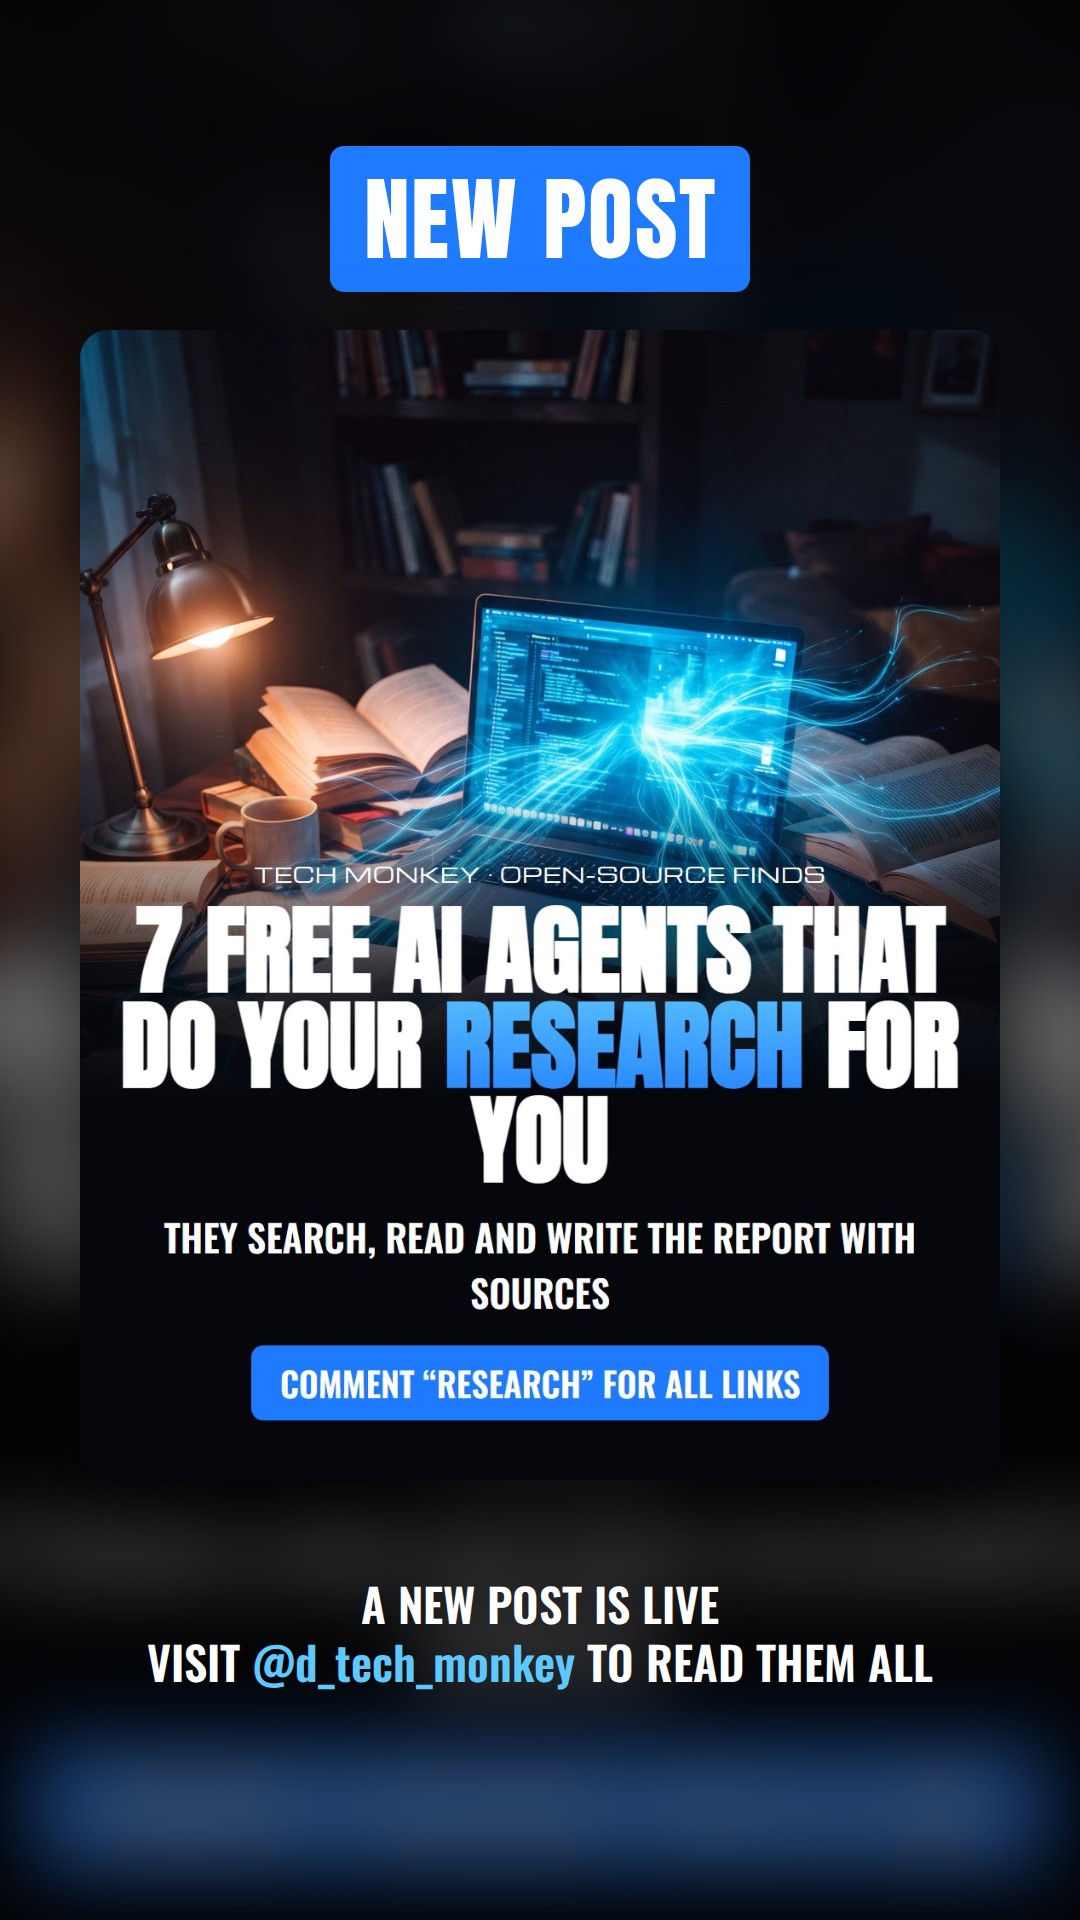 NEW POST
TECH MONKEY · OPEN-SOURCE FINDS
7 FREE AI AGENTS THAT
DO YOUR RESEARCH FOR
YOU
THEY SEARCH, READ AND WRITE THE REPORT WITH
SOURCES
COMMENT “RESEARCH” FOR ALL LINKS
A NEW POST IS LIVE
VISIT @d_tech_monkey TO READ THEM ALL